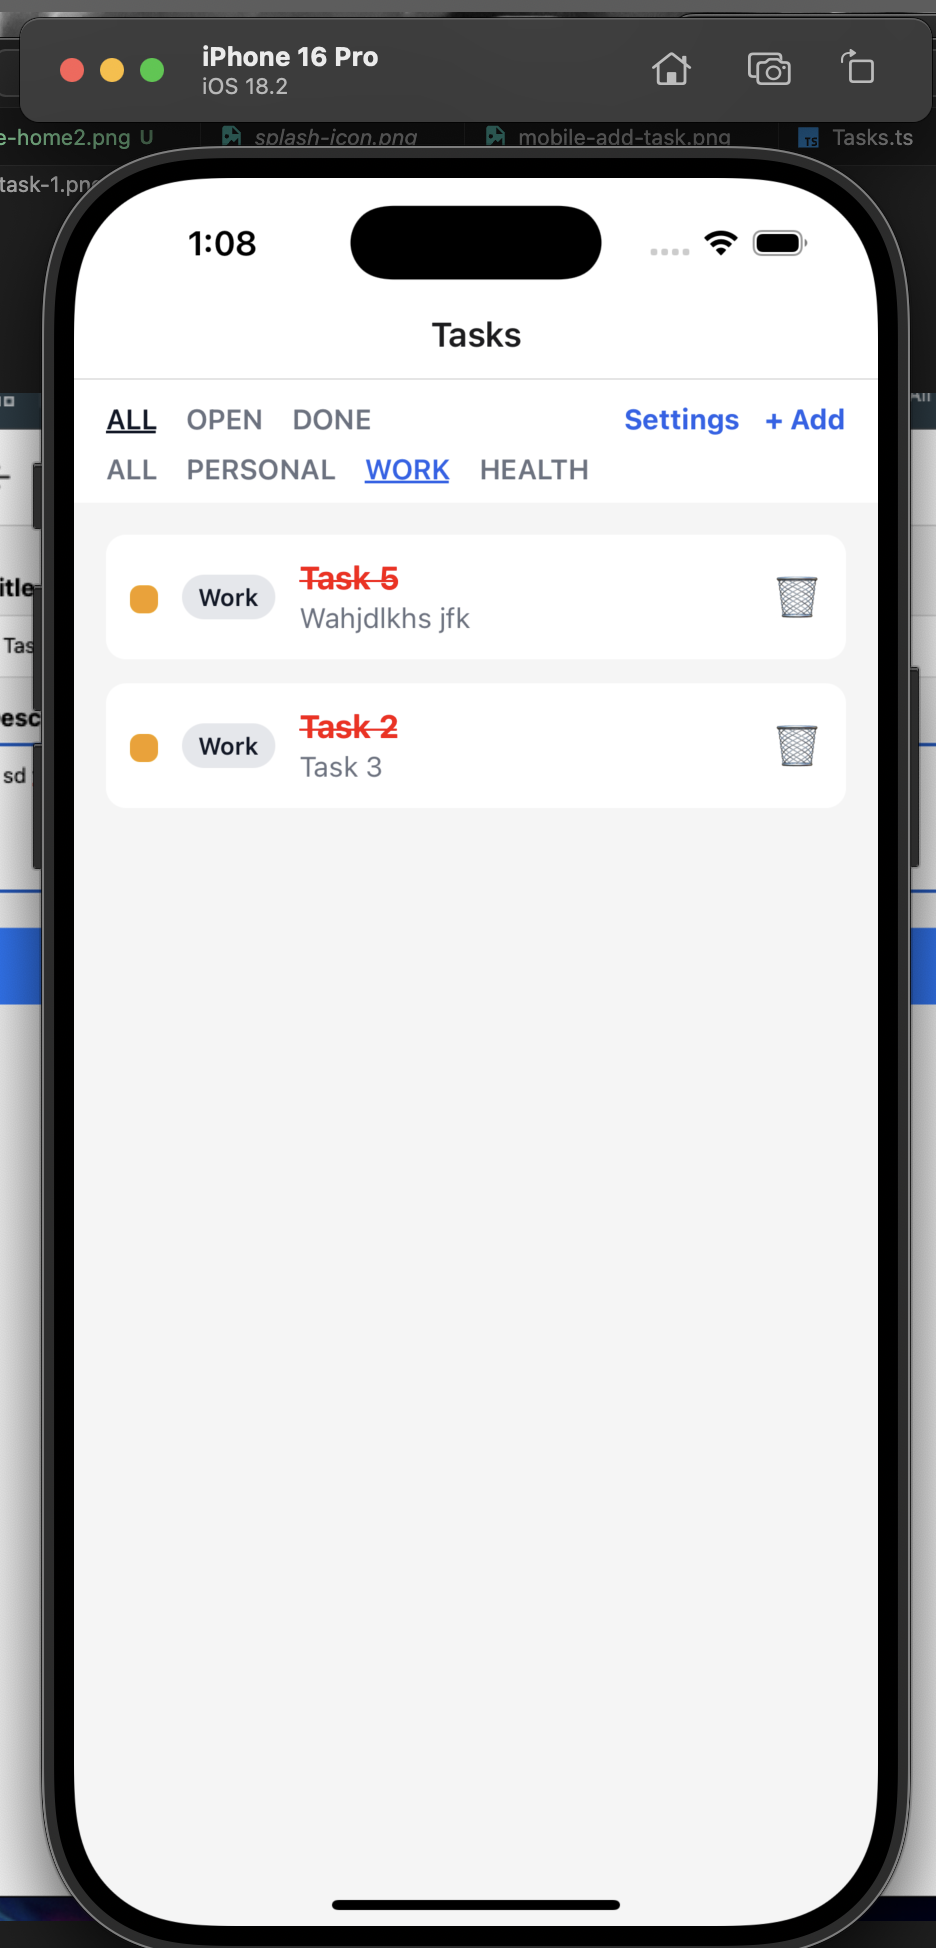 iPhone 16 Pro
iOS 18.2
e-home2.png U splash-icon.png mobile-add-task.png TS Tasks.ts
task-1.png
1:08
Tasks
ALL OPEN DONE Settings + Add
ALL PERSONAL WORK HEALTH
Task 5
Work
Wahjdlkhs jfk
Task 2
Work
Task 3
itle
Tas
esc
sd